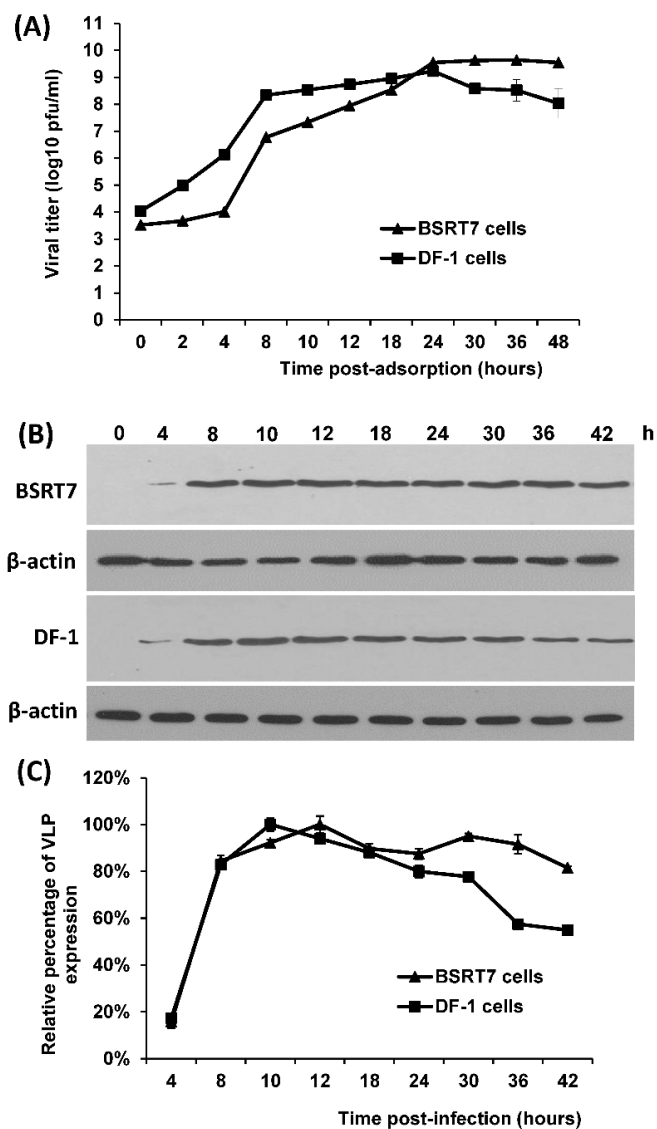 (A)
Viral titer (log10 pfu/ml)
11
10
9
8
7
6
5
4
3
2
1
0
BSRT7 cells
DF-1 cells
0 2 4 8 10 12 18 24 30 36 48
Time post-adsorption (hours)
(B)
0 4 8 10 12 18 24 30 36 42 h
BSRT7
β-actin
DF-1
β-actin
(C)
Relative percentage of VLP
expression
120%
100%
80%
60%
40%
20%
0%
BSRT7 cells
DF-1 cells
4 8 10 12 18 24 30 36 42
Time post-infection (hours)